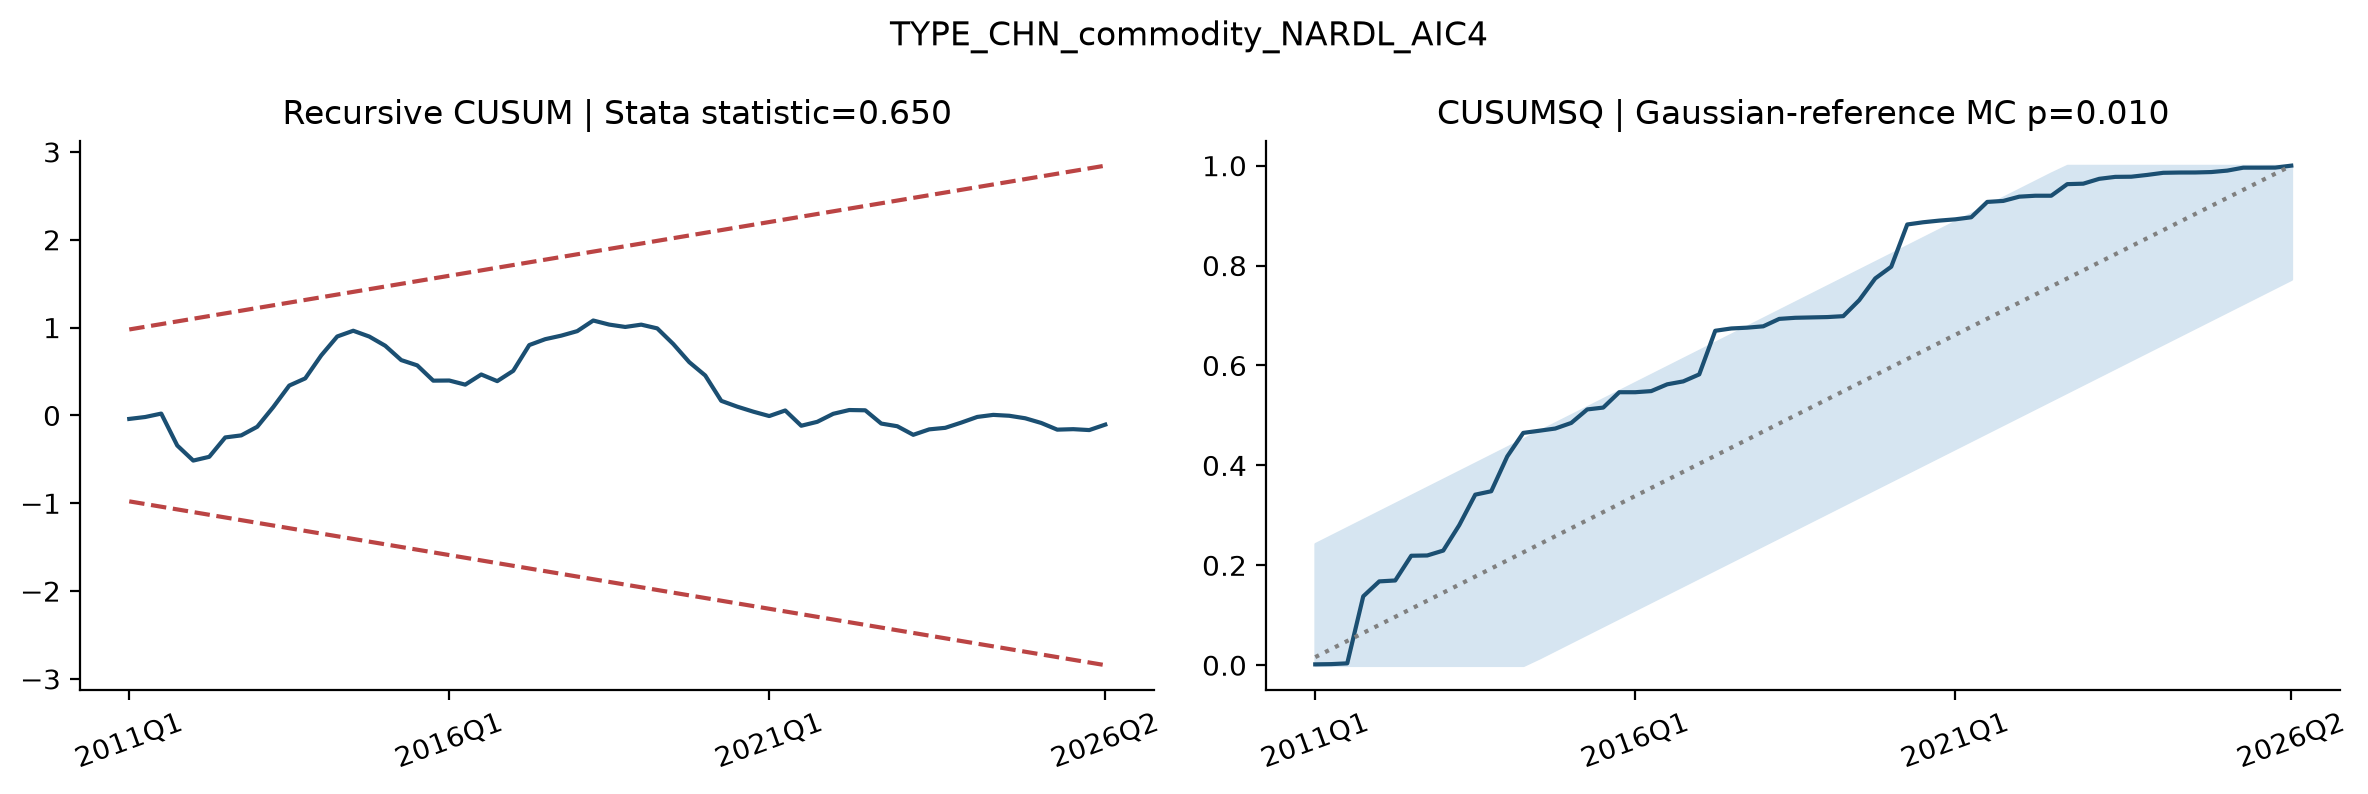 TYPE_CHN_commodity_NARDL_AIC4
Recursive CUSUM | Stata statistic=0.650
3
2
1
0
−1
−2
−3
2011Q1
2016Q1
2021Q1
2026Q2
CUSUMSQ | Gaussian-reference MC p=0.010
1.0
0.8
0.6
0.4
0.2
0.0
2011Q1
2016Q1
2021Q1
2026Q2